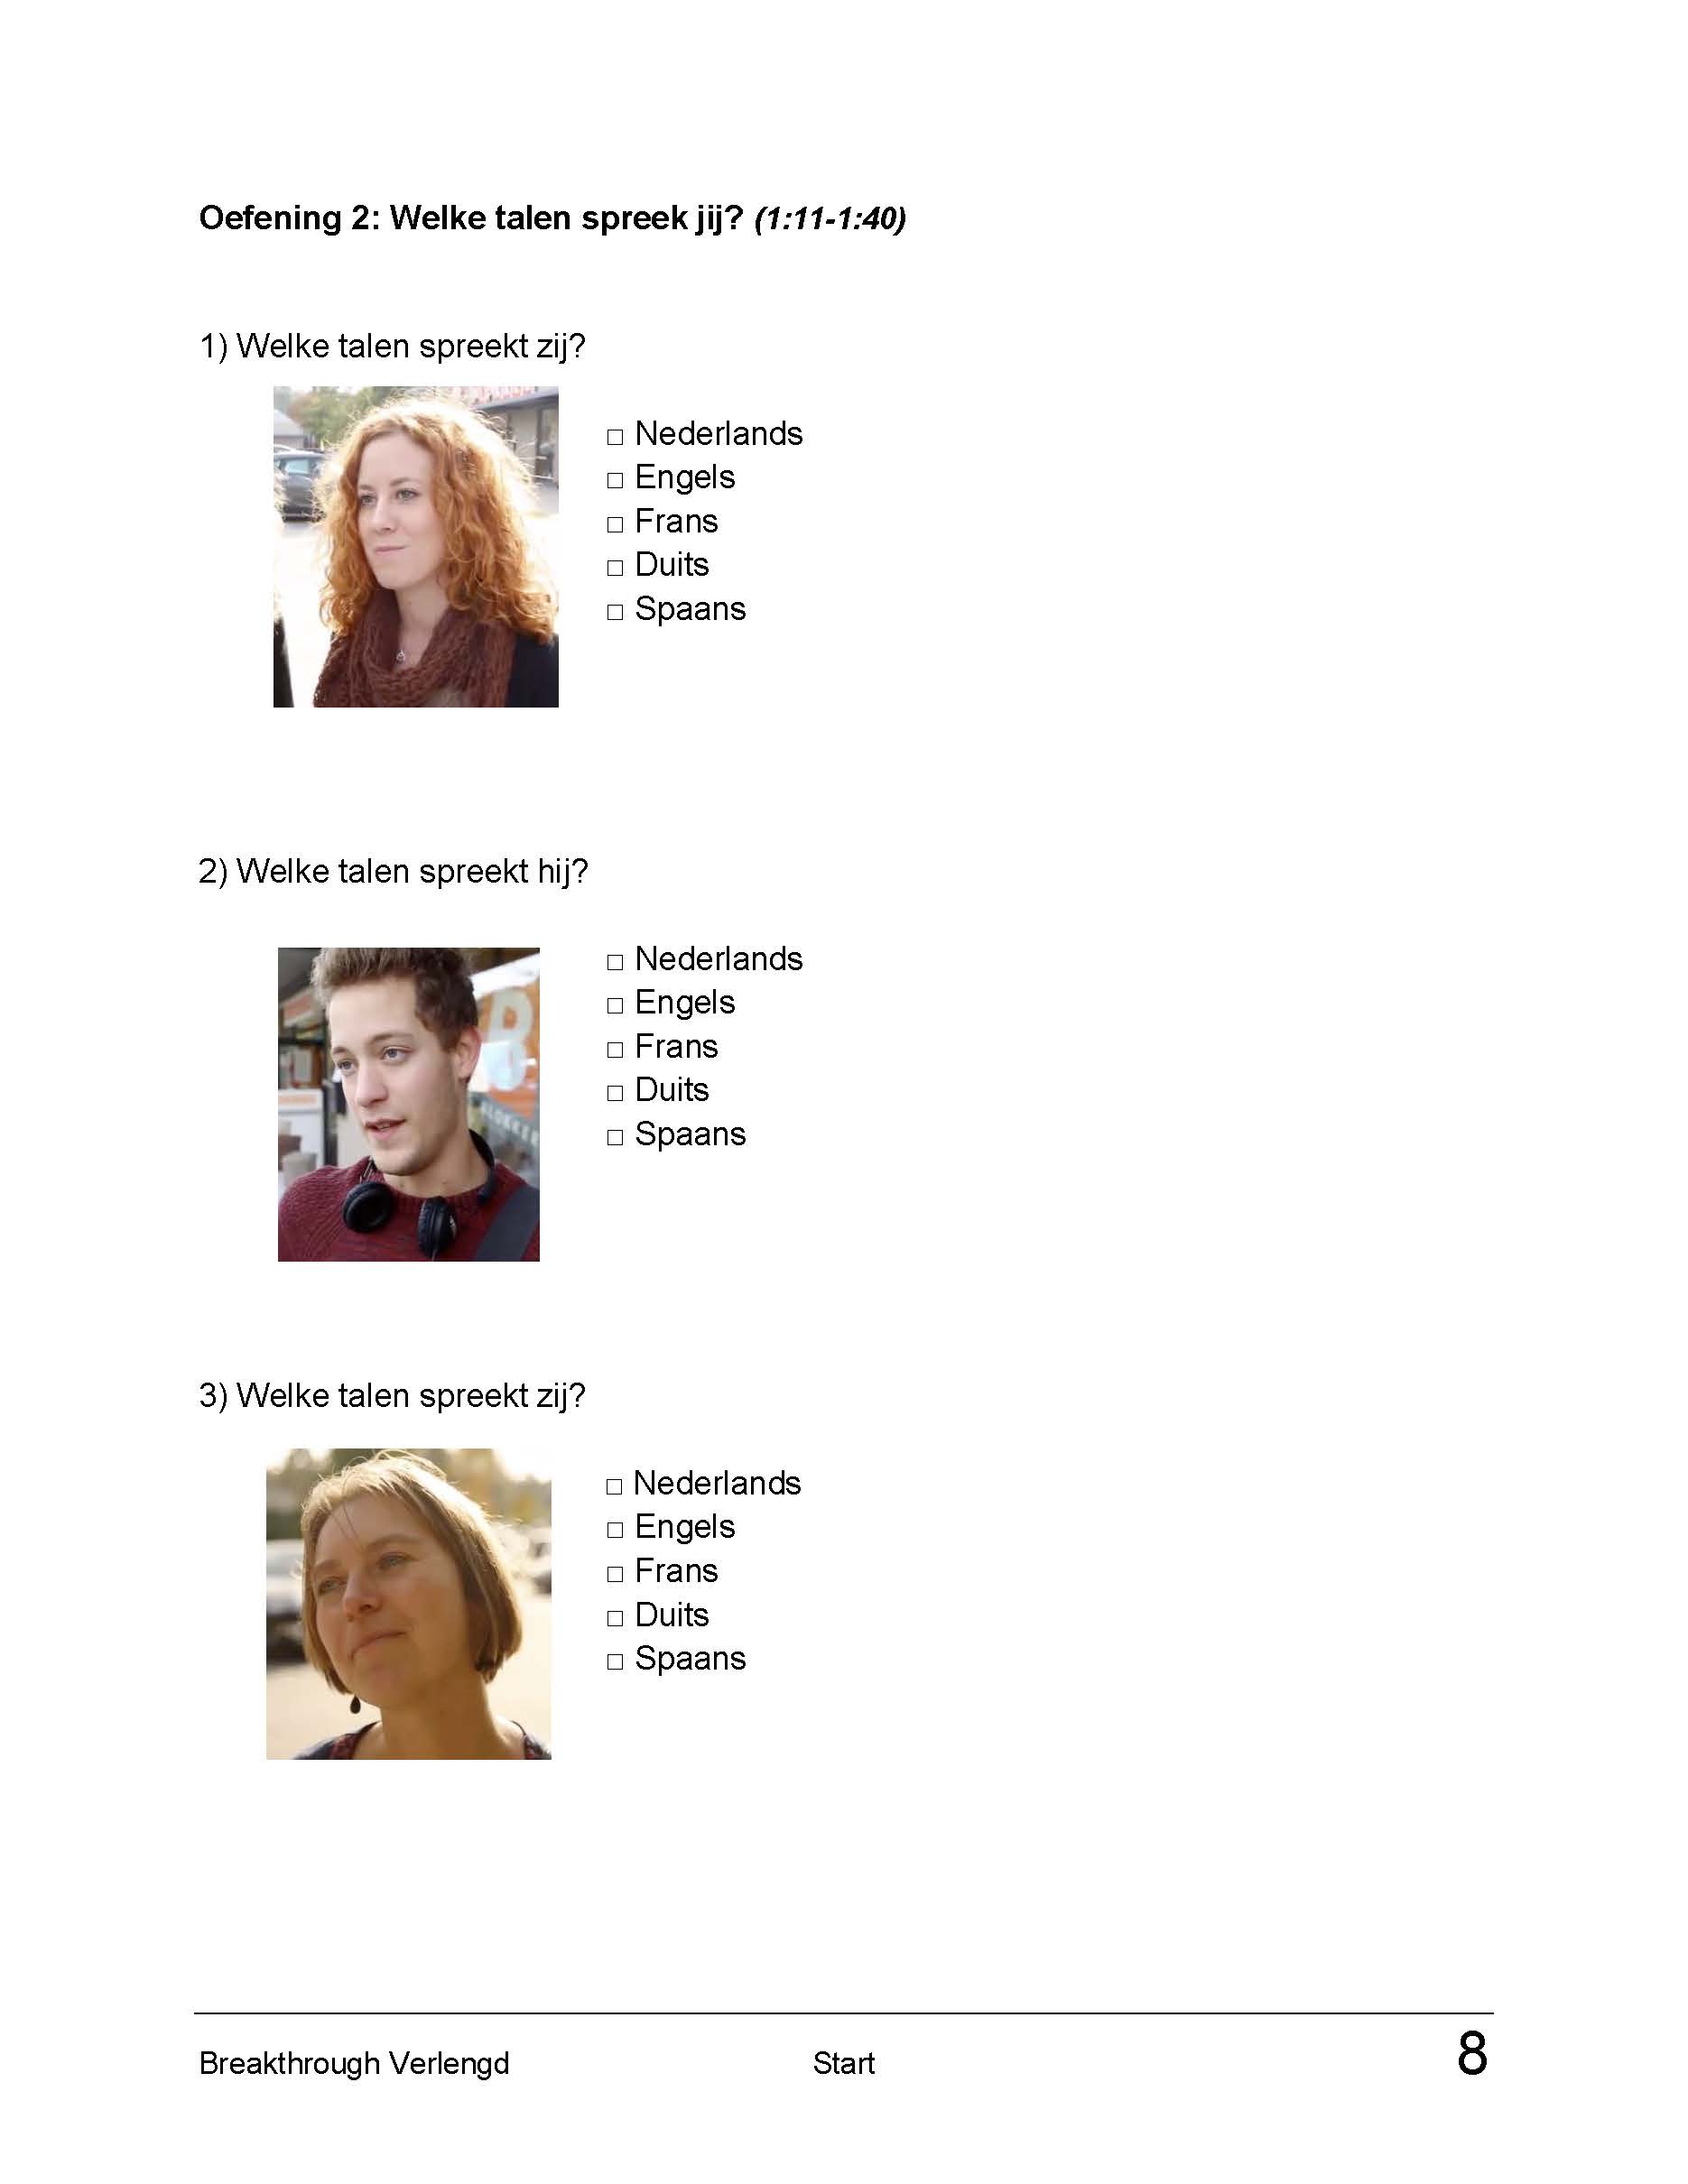 Oefening 2: Welke talen spreek jij? (1:11-1:40)
1) Welke talen spreekt zij?
□ Nederlands
□ Engels
□ Frans
□ Duits
□ Spaans
2) Welke talen spreekt hij?
□ Nederlands
□ Engels
□ Frans
□ Duits
□ Spaans
BLOKKER
3) Welke talen spreekt zij?
□ Nederlands
□ Engels
□ Frans
□ Duits
□ Spaans
Breakthrough Verlengd Start 8